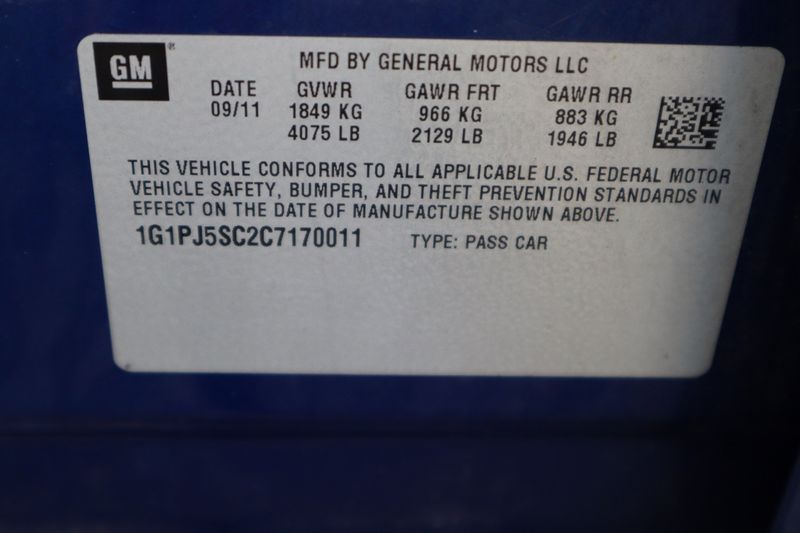 GM®
MFD BY GENERAL MOTORS LLC
DATE GVWR GAWR FRT GAWR RR
09/11 1849 KG 966 KG 883 KG
4075 LB 2129 LB 1946 LB
THIS VEHICLE CONFORMS TO ALL APPLICABLE U.S. FEDERAL MOTOR
VEHICLE SAFETY, BUMPER, AND THEFT PREVENTION STANDARDS IN
EFFECT ON THE DATE OF MANUFACTURE SHOWN ABOVE.
1G1PJ5SC2C7170011 TYPE: PASS CAR